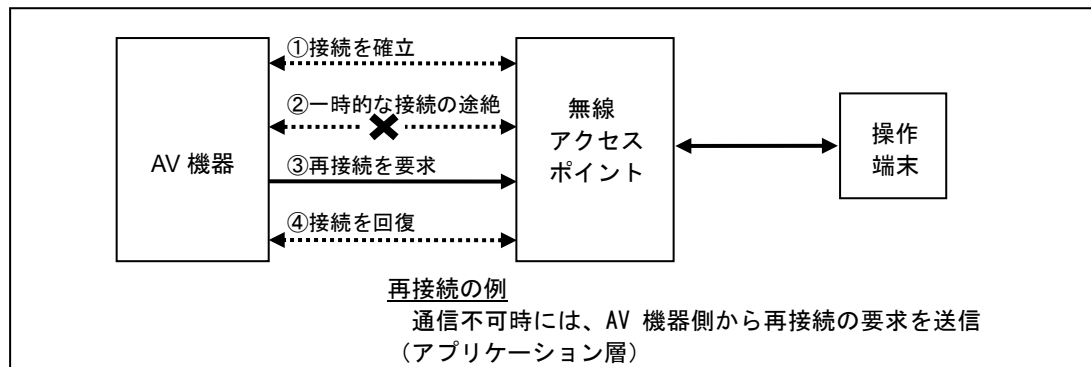 ①接続を確立
②一時的な接続の途絶
③再接続を要求
④接続を回復
AV 機器
無線
アクセス
ポイント
操作
端末
再接続の例
通信不可時には、AV 機器側から再接続の要求を送信
（アプリケーション層）